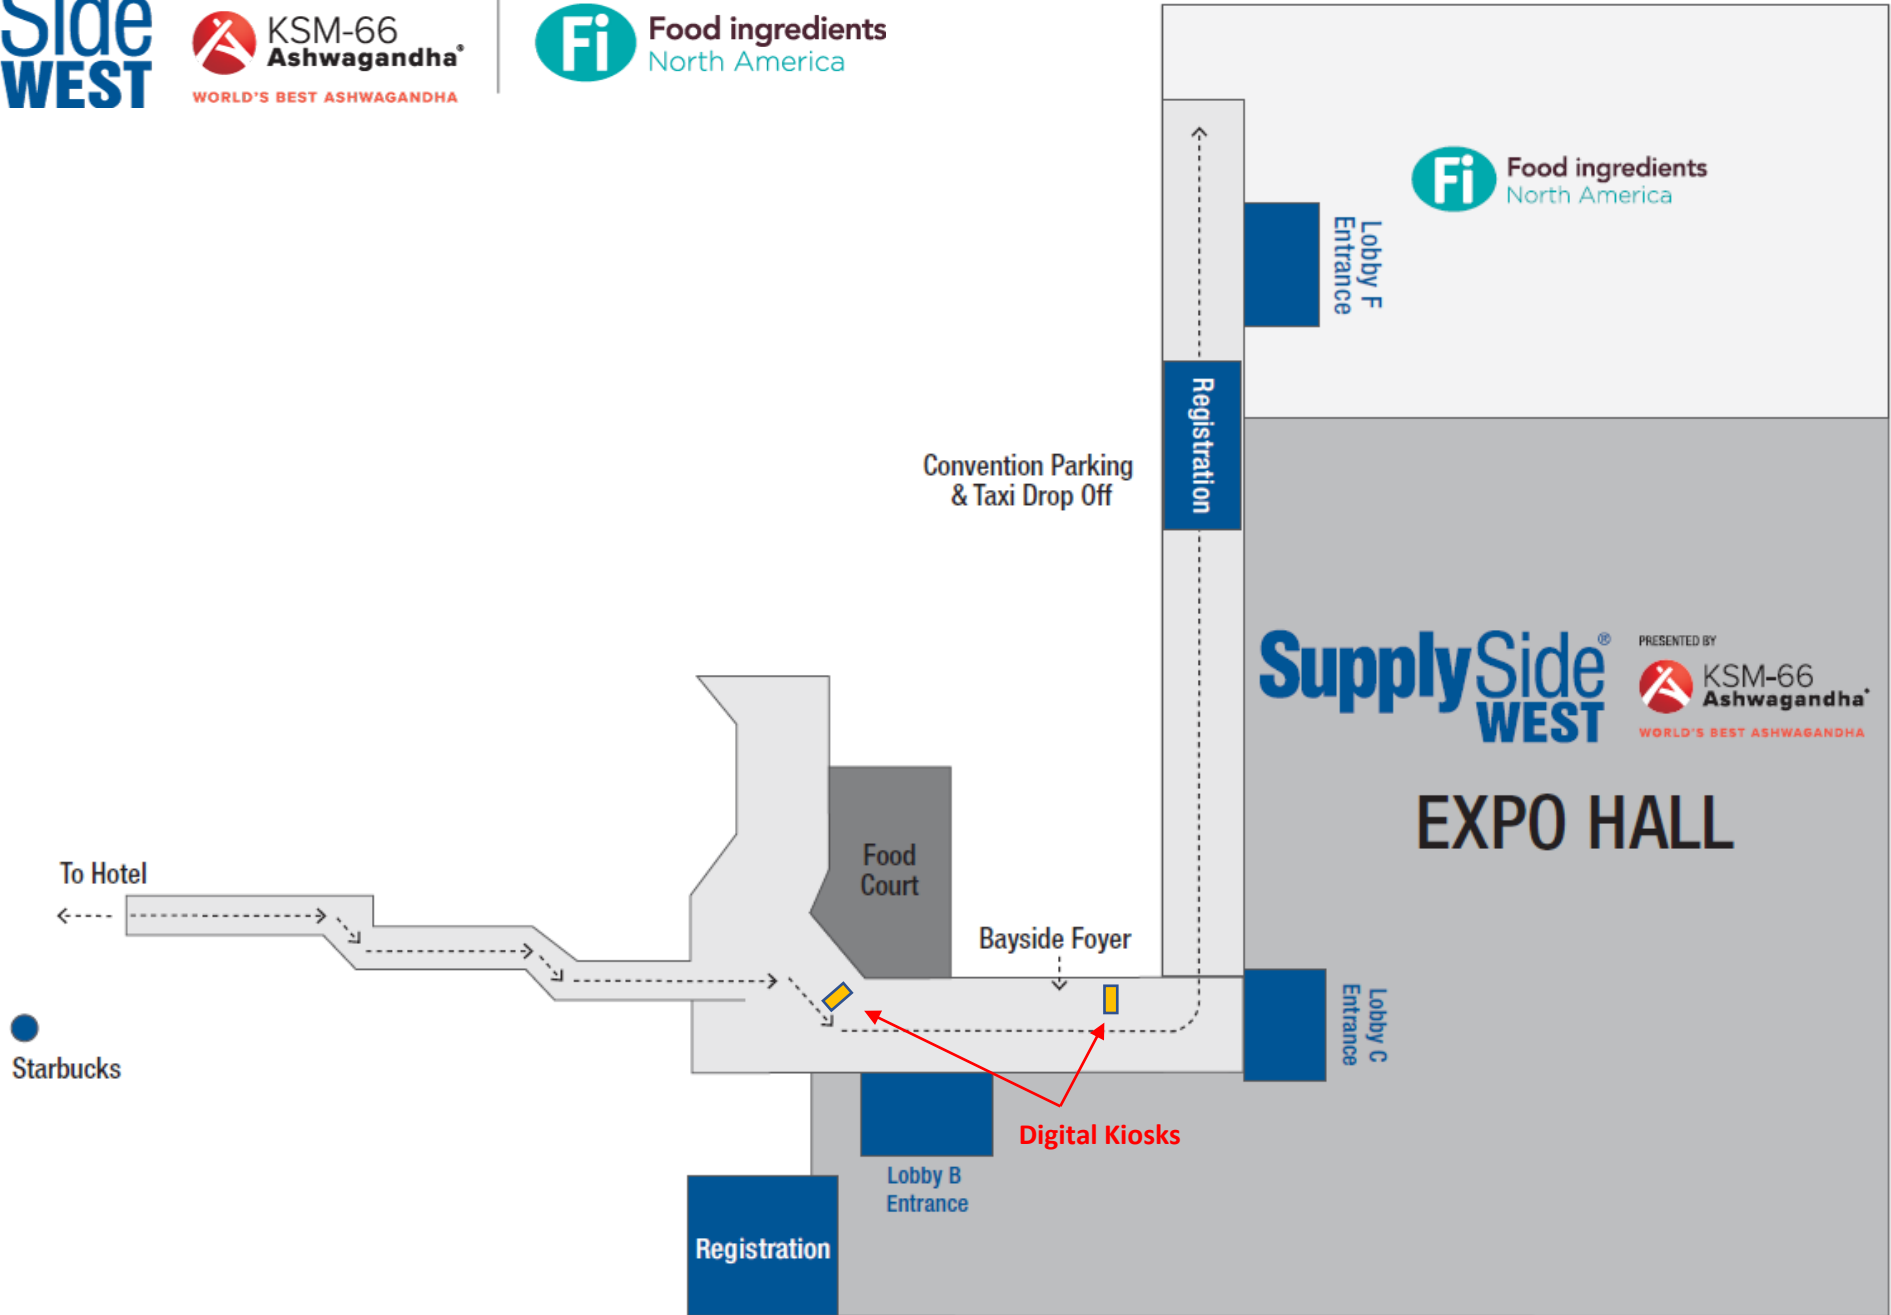 Side
WEST
KSM-66
Ashwagandha®
WORLD'S BEST ASHWAGANDHA
Fi
Food ingredients
North America
Fi
Food ingredients
North America
Lobby F
Entrance
Registration
Convention Parking
& Taxi Drop Off
SupplySide®
WEST
PRESENTED BY
KSM-66
Ashwagandha®
WORLD'S BEST ASHWAGANDHA
EXPO HALL
Food
Court
To Hotel
Bayside Foyer
Lobby C
Entrance
Starbucks
Digital Kiosks
Lobby B
Entrance
Registration